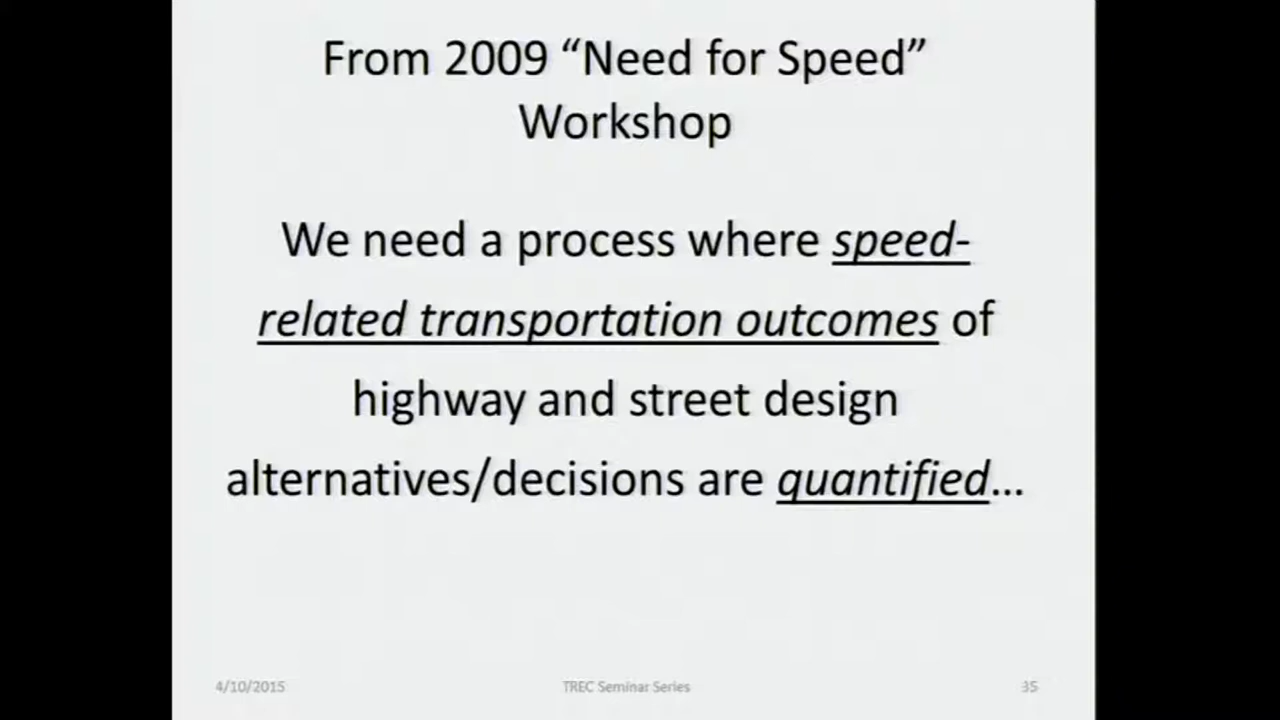 From 2009 “Need for Speed”
Workshop
We need a process where speed-
related transportation outcomes of
highway and street design
alternatives/decisions are quantified...
4/10/2015
TREC Seminar Series
35